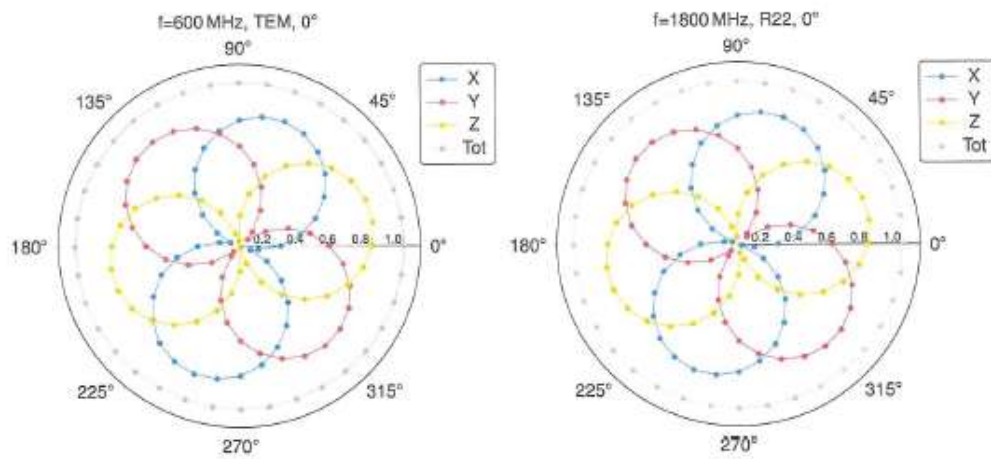 f=600 MHz, TEM, 0°
90°
135°
45°
X
Y
Z
Tot
180°
0.2 0.4 0.6 0.8 1.0
0°
225°
315°
270°
f=1800 MHz, R22, 0°
90°
135°
45°
X
Y
Z
Tot
180°
0.2 0.4 0.6 0.8 1.0
0°
225°
315°
270°